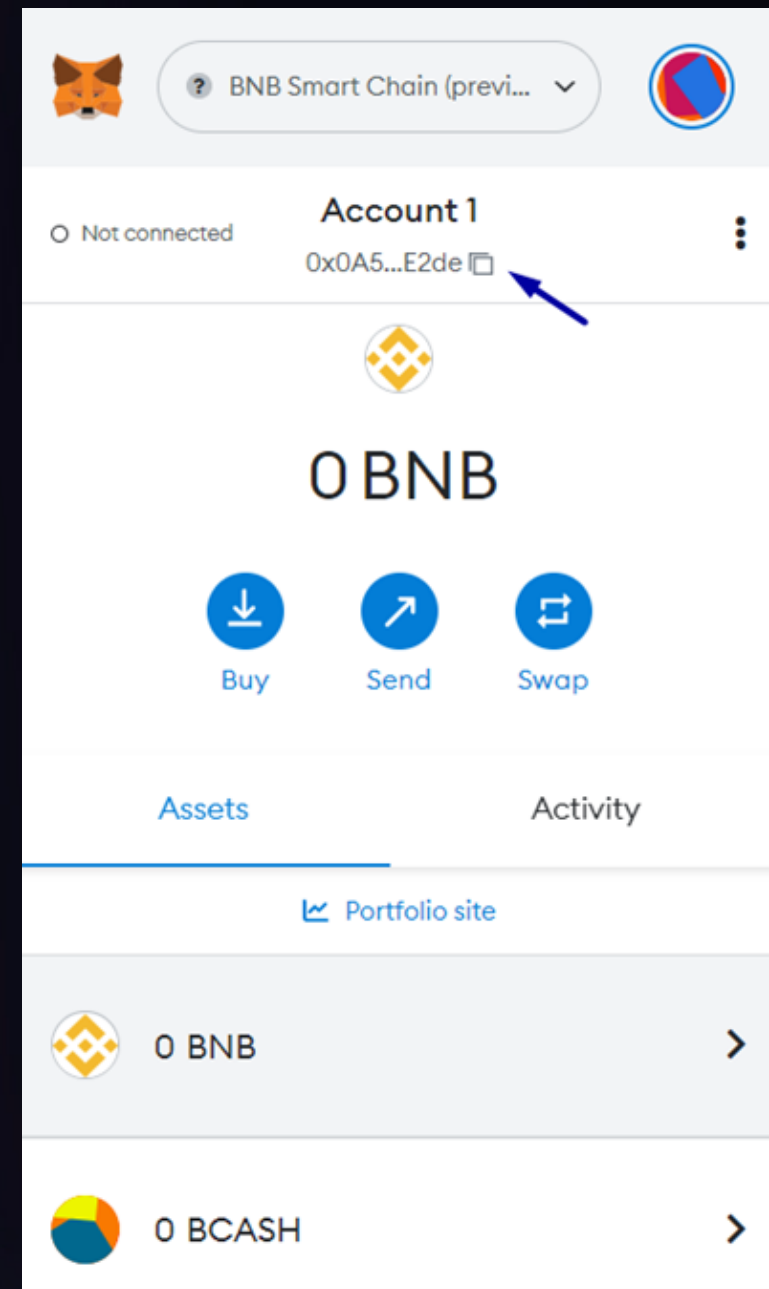 ? BNB Smart Chain (previ...
Account 1
Not connected
0x0A5...E2de
0 BNB
Buy Send Swap
Assets Activity
Portfolio site
0 BNB
0 BCASH